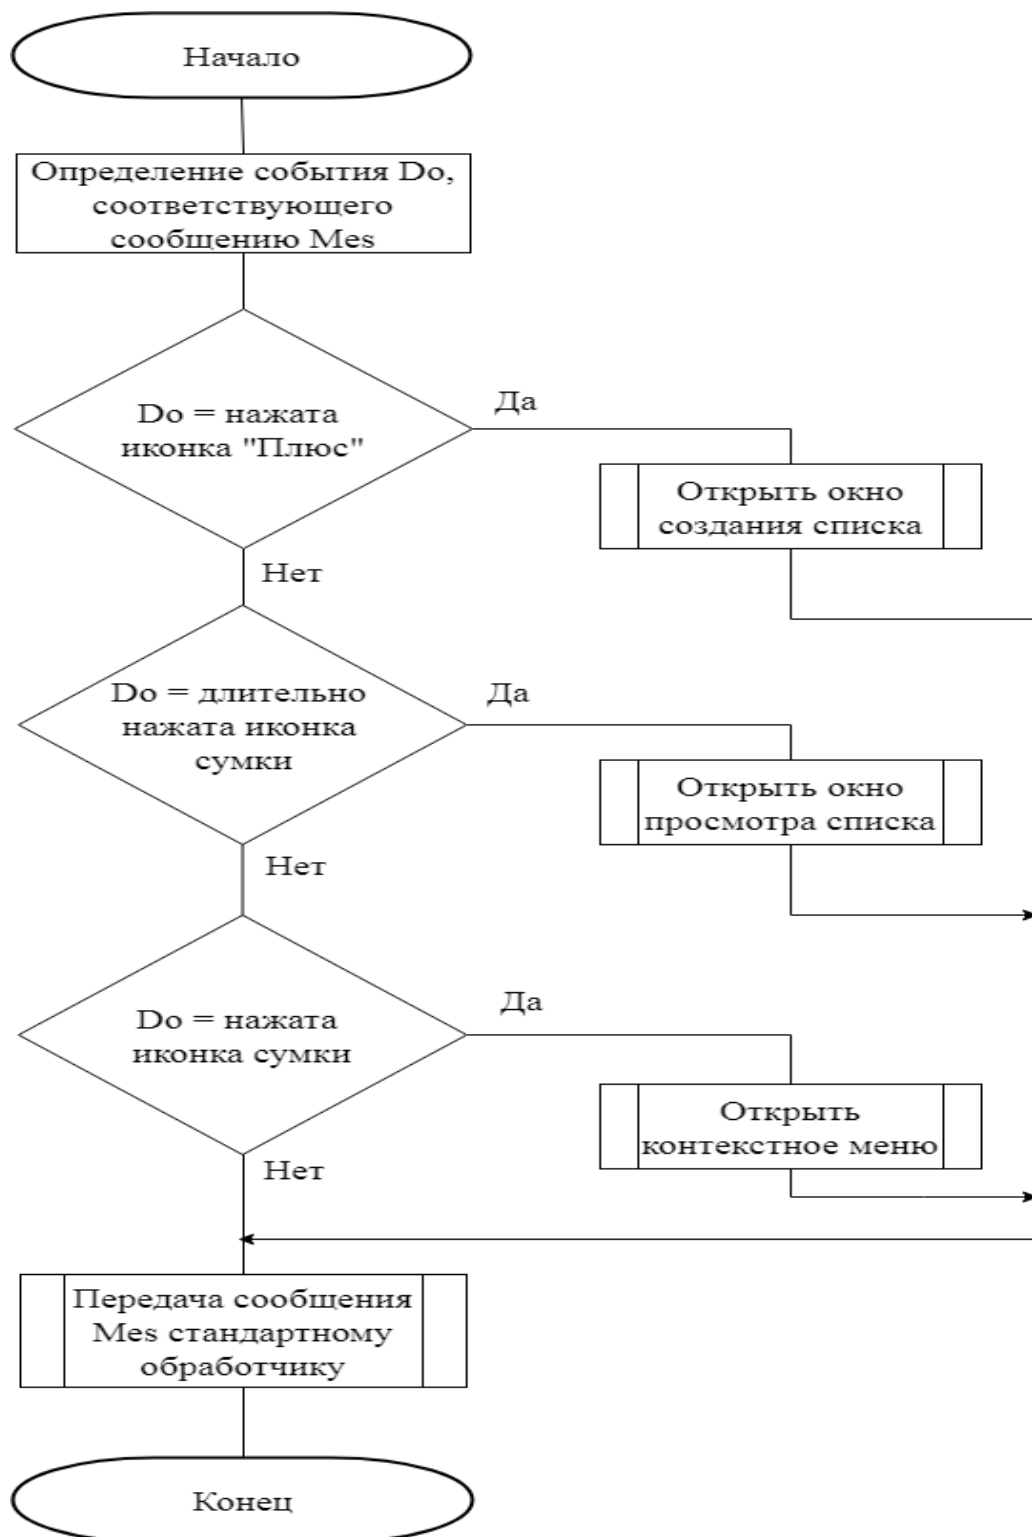 Начало
Определение события Do,
соответствующего
сообщению Mes
Do = нажата
иконка "Плюс"
Да
Открыть окно
создания списка
Нет
Do = длительно
нажата иконка
сумки
Да
Открыть окно
просмотра списка
Нет
Do = нажата
иконка сумки
Да
Открыть
контекстное меню
Нет
Передача сообщения
Mes стандартному
обработчику
Конец